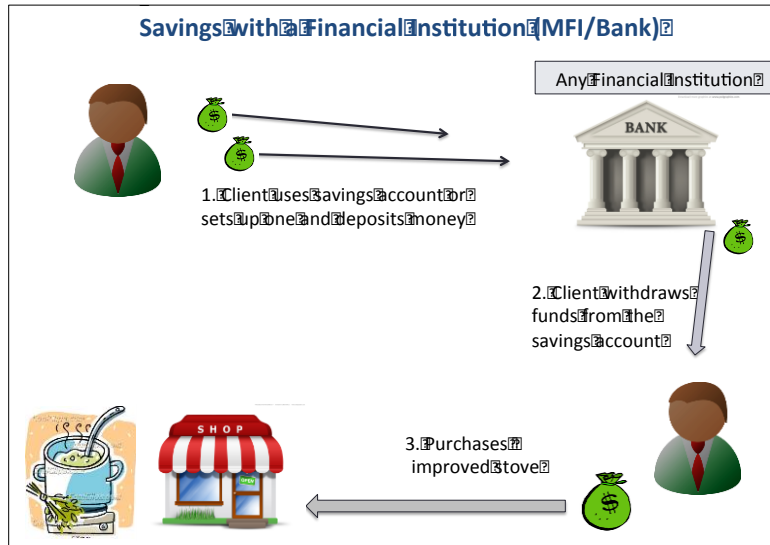 Savings with a Financial Institution (MFI/Bank)
Any Financial Institution
BANK
$
$
1. Client uses savings account or
sets up one and deposits money
$
2. Client withdraws
funds from the
savings account
SHOP
OPEN
3. Purchases
improved stove
$